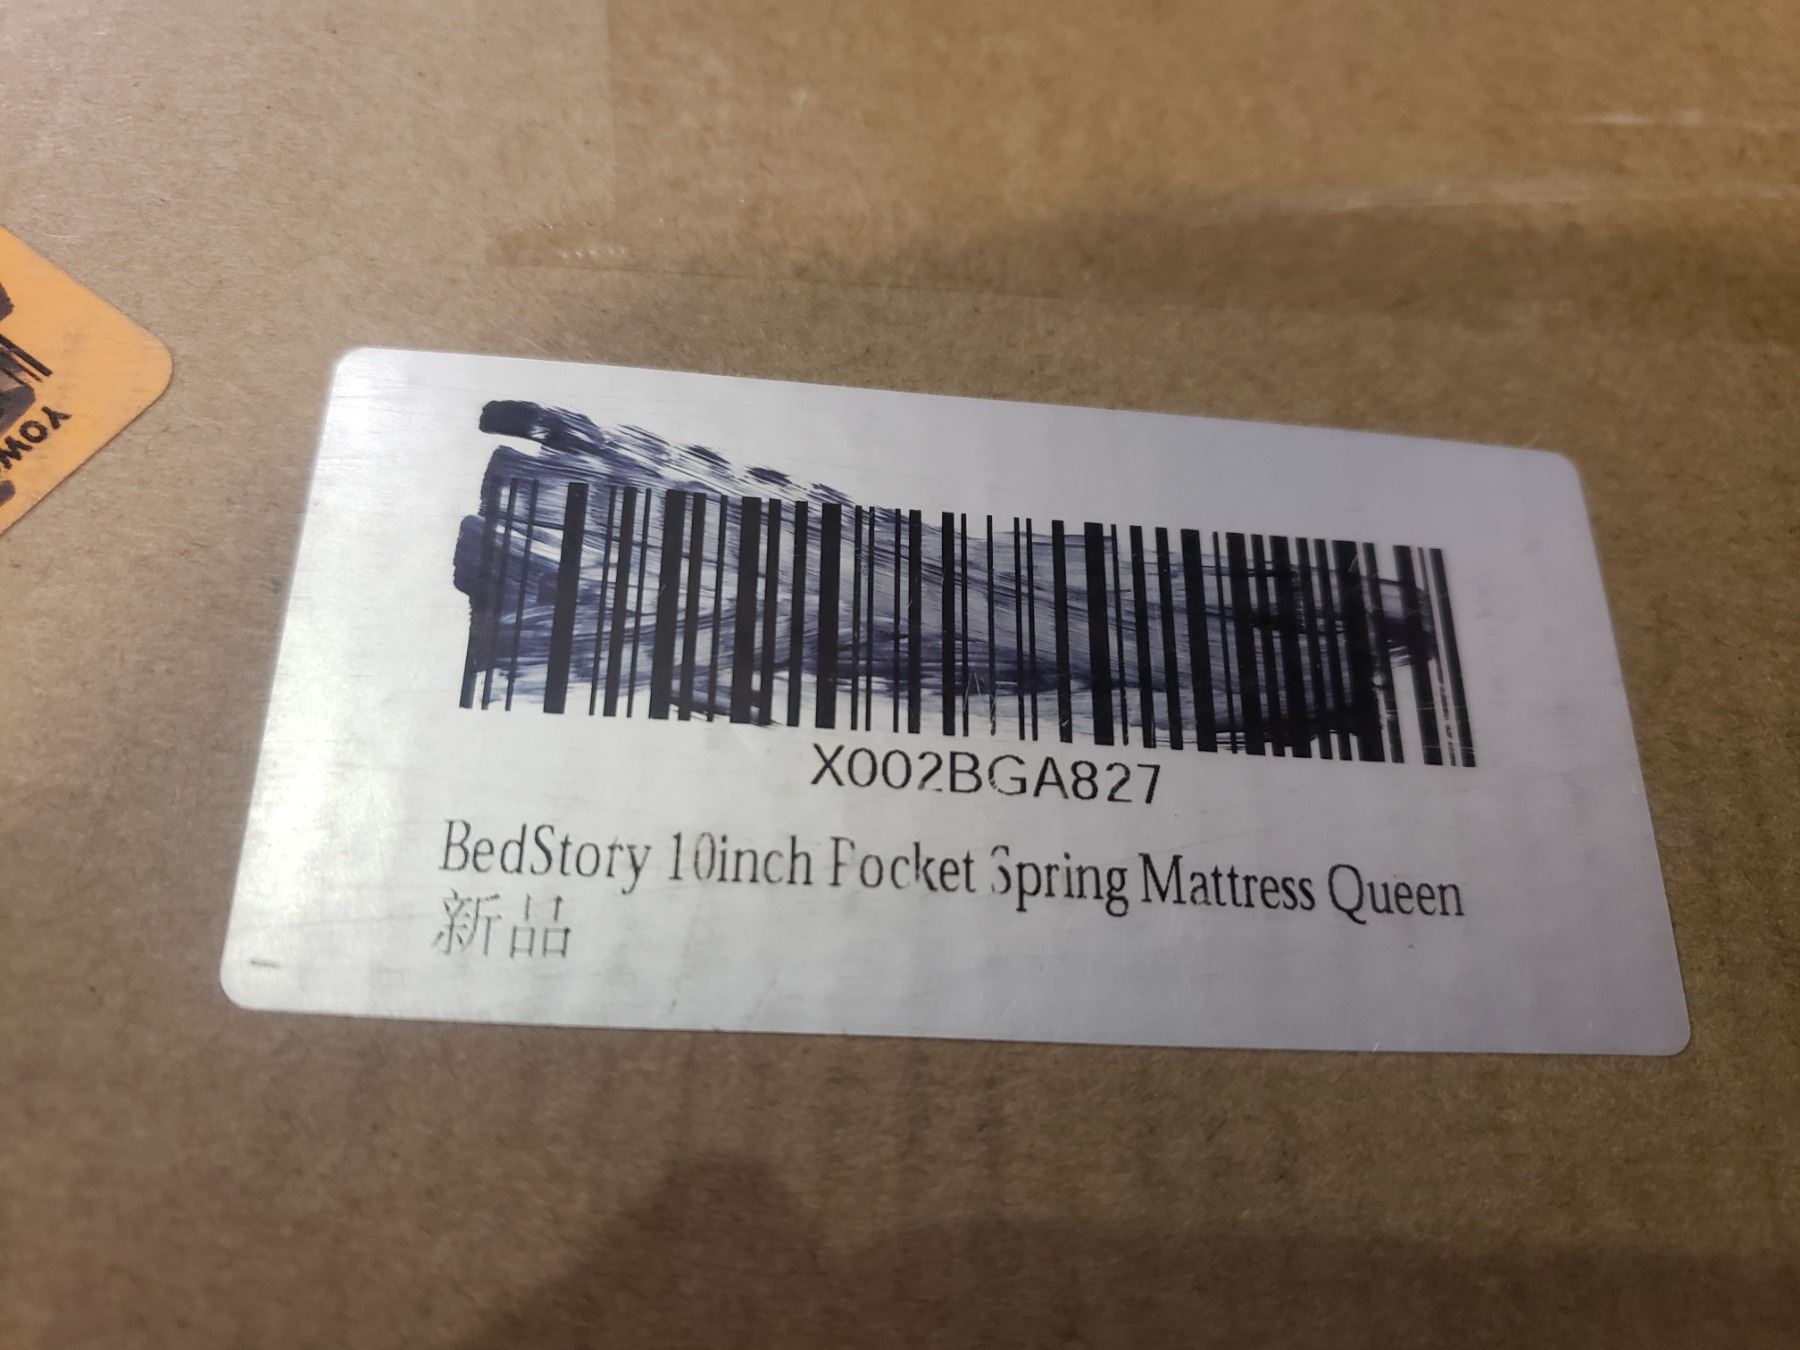 X002BGA827
BedStory 10inch Pocket Spring Mattress Queen
新品